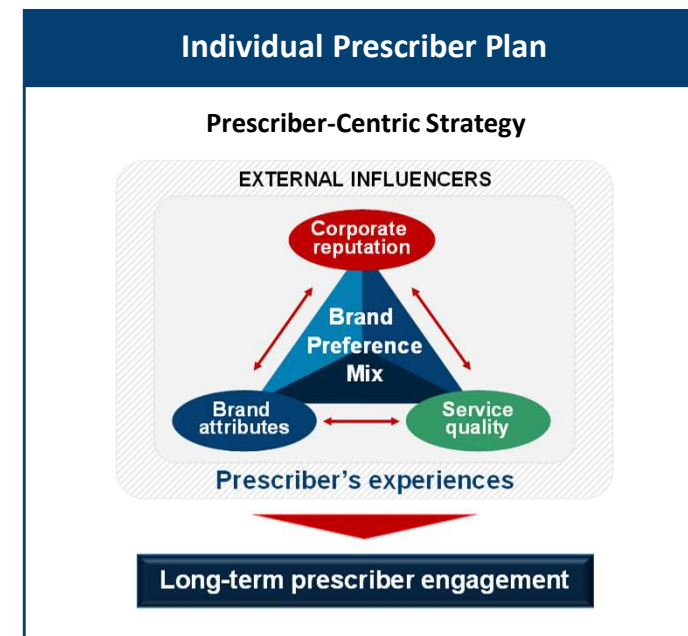 Individual Prescriber Plan
Prescriber-Centric Strategy
EXTERNAL INFLUENCERS
Corporate
reputation
Brand
Preference
Mix
Brand
attributes
Service
quality
Prescriber’s experiences
Long-term prescriber engagement